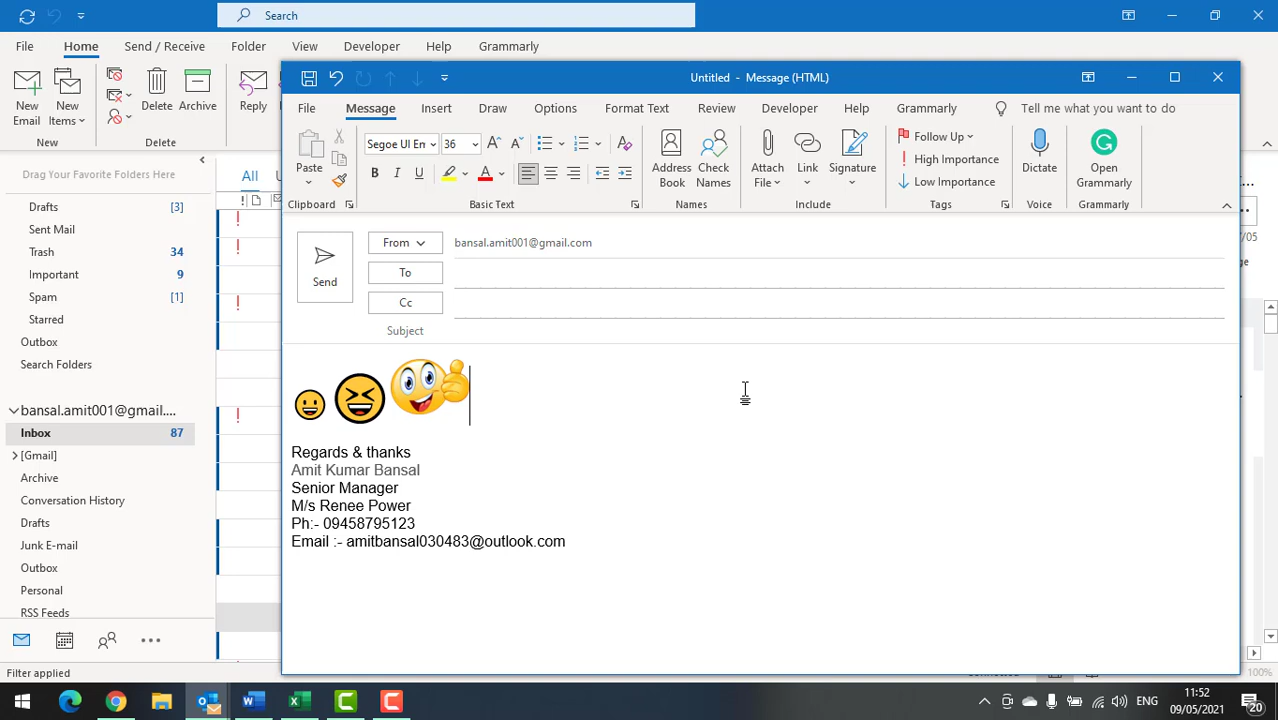 Search
File Home Send / Receive Folder View Developer Help Grammarly
New Email
New Items
Delete
Archive
Reply
New
Delete
Untitled - Message (HTML)
File Message Insert Draw Options Format Text Review Developer Help Grammarly Tell me what you want to do
Paste
Segoe UI Em 36
B I U
Address Book
Check Names
Attach File
Link
Signature
Follow Up
High Importance
Low Importance
Dictate
Open Grammarly
Clipboard
Basic Text
Names
Include
Tags
Voice
Grammarly
Drag Your Favorite Folders Here
Drafts [3]
Sent Mail
Trash 34
Important 9
Spam [1]
Starred
Outbox
Search Folders
bansal.amit001@gmail....
Inbox 87
[Gmail]
Archive
Conversation History
Drafts
Junk E-mail
Outbox
Personal
RSS Feeds
All
Send
From bansal.amit001@gmail.com
To
Cc
Subject
Regards & thanks
Amit Kumar Bansal
Senior Manager
M/s Renee Power
Ph:- 09458795123
Email :- amitbansal030483@outlook.com
Filter applied
100%
ENG
11:52
09/05/2021
20